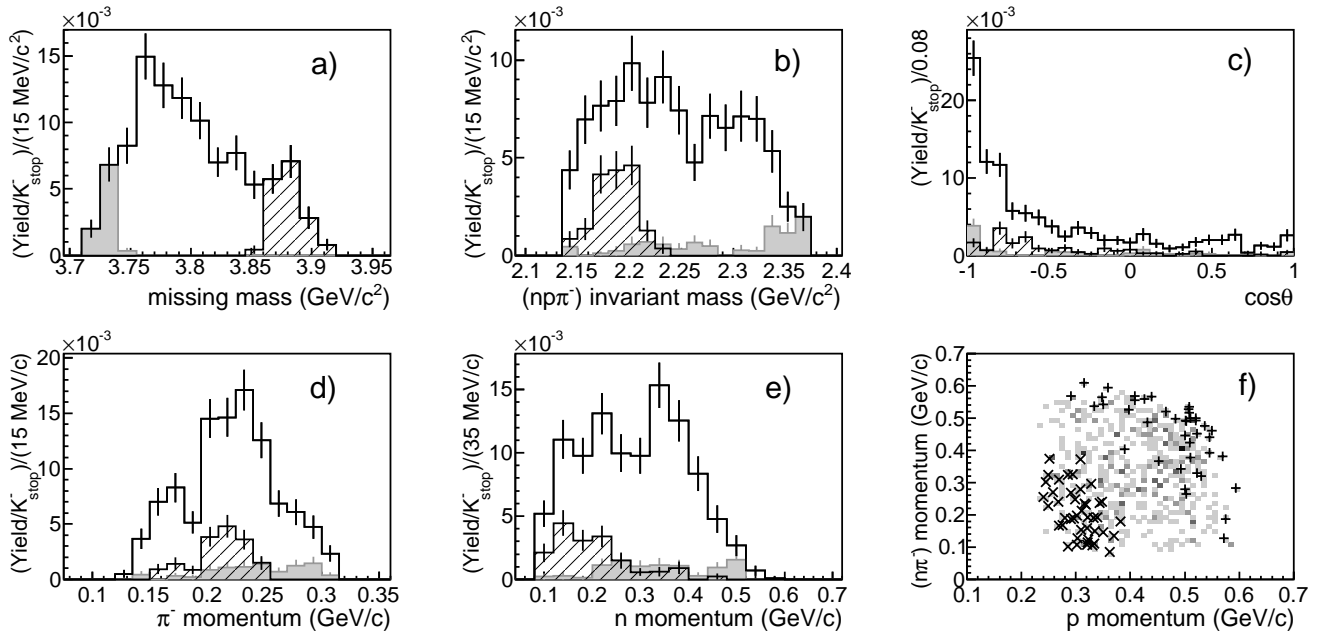 ×10⁻³
a)
(Yield/K⁻stop)/(15 MeV/c²)
15
10
5
0
3.7 3.75 3.8 3.85 3.9 3.95
missing mass (GeV/c²)
×10⁻³
b)
(Yield/K⁻stop)/(15 MeV/c²)
10
5
0
2.1 2.15 2.2 2.25 2.3 2.35 2.4
(npπ⁻) invariant mass (GeV/c²)
×10⁻³
c)
(Yield/K⁻stop)/0.08
20
10
0
-1 -0.5 0 0.5 1
cosθ
×10⁻³
d)
(Yield/K⁻stop)/(15 MeV/c)
20
15
10
5
0
0.1 0.2 0.3
π⁻ momentum (GeV/c)
×10⁻³
e)
(Yield/K⁻stop)/(35 MeV/c)
15
10
5
0
0.1 0.2 0.3 0.4 0.5 0.6 0.7
n momentum (GeV/c)
f)
(nπ⁻) momentum (GeV/c)
0.7
0.6
0.5
0.4
0.3
0.2
0.1
0
0.1 0.2 0.3 0.4 0.5 0.6 0.7
p momentum (GeV/c)